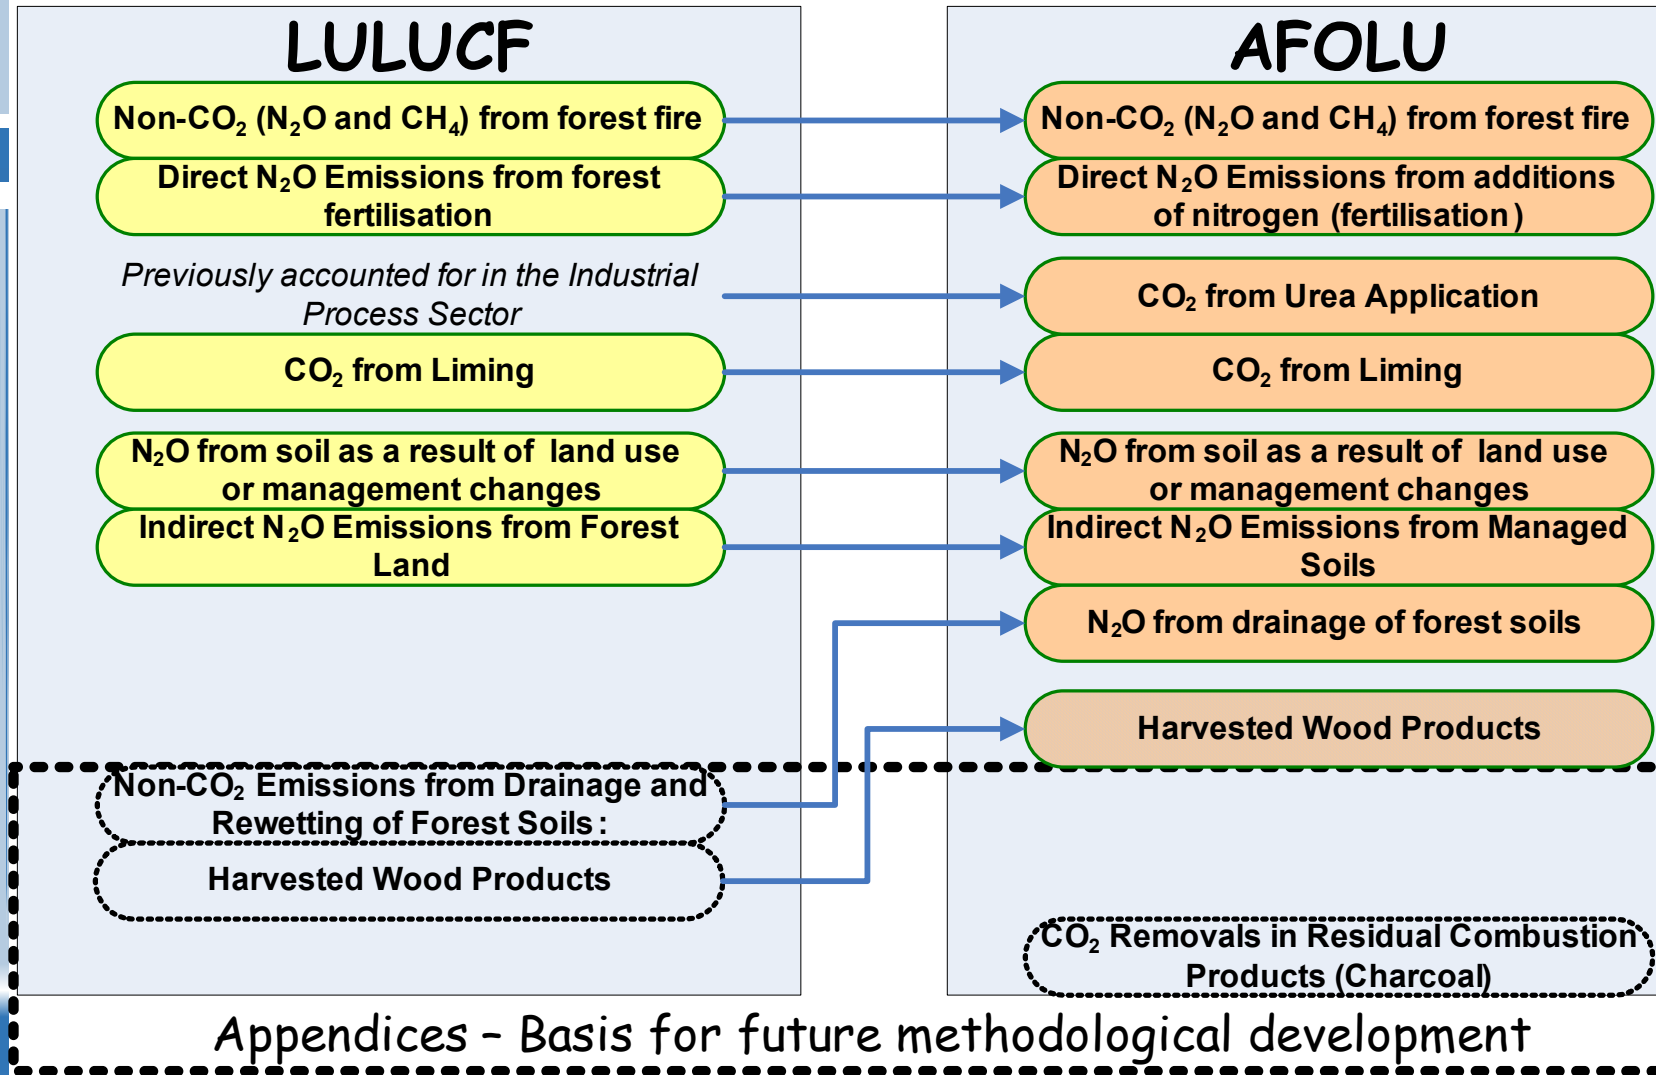 LULUCF
Non-CO₂ (N₂O and CH₄) from forest fire
Direct N₂O Emissions from forest
fertilisation
Previously accounted for in the Industrial
Process Sector
CO₂ from Liming
N₂O from soil as a result of land use
or management changes
Indirect N₂O Emissions from Forest
Land
Non-CO₂ Emissions from Drainage and
Rewetting of Forest Soils:
Harvested Wood Products
AFOLU
Non-CO₂ (N₂O and CH₄) from forest fire
Direct N₂O Emissions from additions
of nitrogen (fertilisation)
CO₂ from Urea Application
CO₂ from Liming
N₂O from soil as a result of land use
or management changes
Indirect N₂O Emissions from Managed
Soils
N₂O from drainage of forest soils
Harvested Wood Products
CO₂ Removals in Residual Combustion
Products (Charcoal)
Appendices – Basis for future methodological development